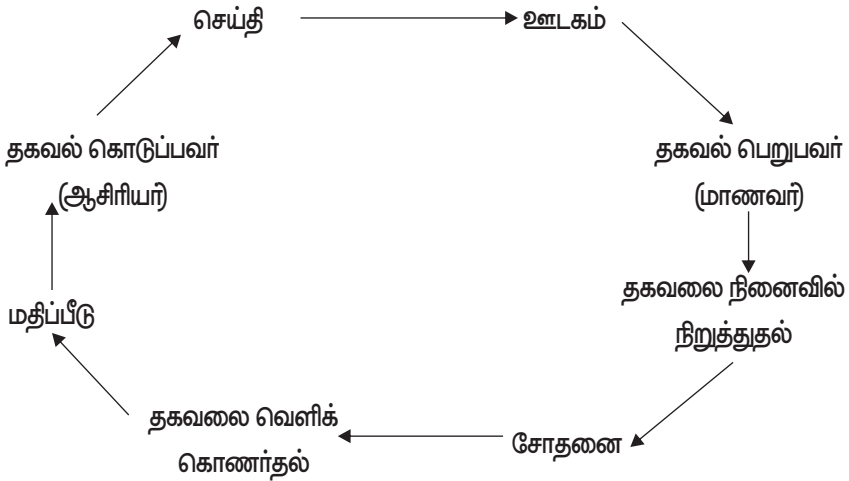 செய்தி
ஊடகம்
தகவல் கொடுப்பவர்
(ஆசிரியர்)
தகவல் பெறுபவர்
(மாணவர்)
தகவலை நினைவில்
நிறுத்துதல்
மதிப்பீடு
தகவலை வெளிக்
கொணர்தல்
சோதனை